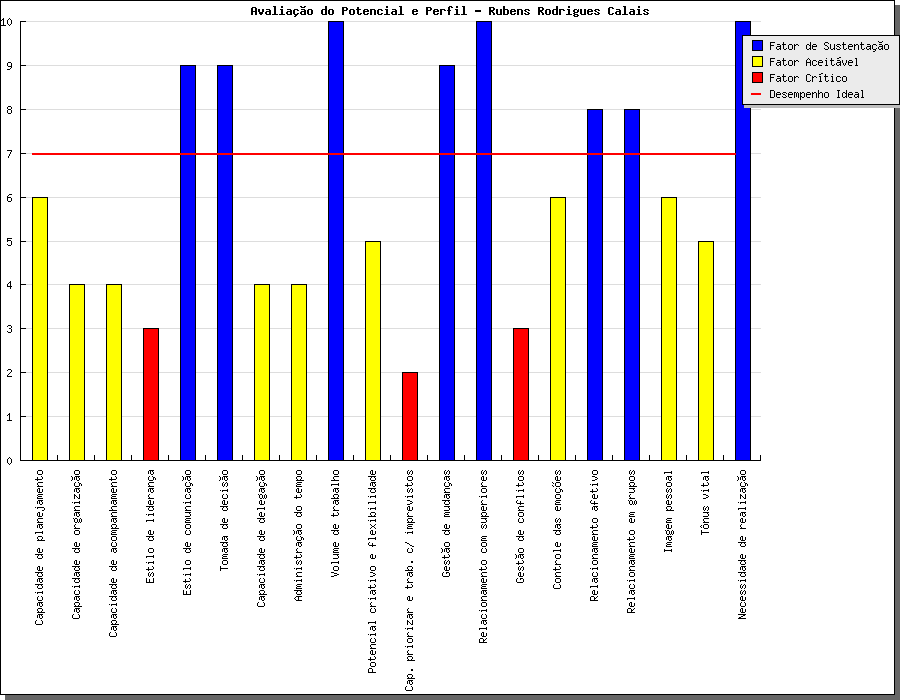 Avaliação do Potencial e Perfil - Rubens Rodrigues Calais
Fator de Sustentação
Fator Aceitável
Fator Crítico
Desempenho Ideal
10
9
8
7
6
5
4
3
2
1
0
Capacidade de planejamento
Capacidade de organização
Capacidade de acompanhamento
Estilo de liderança
Estilo de comunicação
Tomada de decisão
Capacidade de delegação
Administração do tempo
Volume de trabalho
Potencial criativo e flexibilidade
Cap. priorizar e trab. c/ imprevistos
Gestão de mudanças
Relacionamento com superiores
Gestão de conflitos
Controle das emoções
Relacionamento afetivo
Relacionamento em grupos
Imagem pessoal
Tônus vital
Necessidade de realização